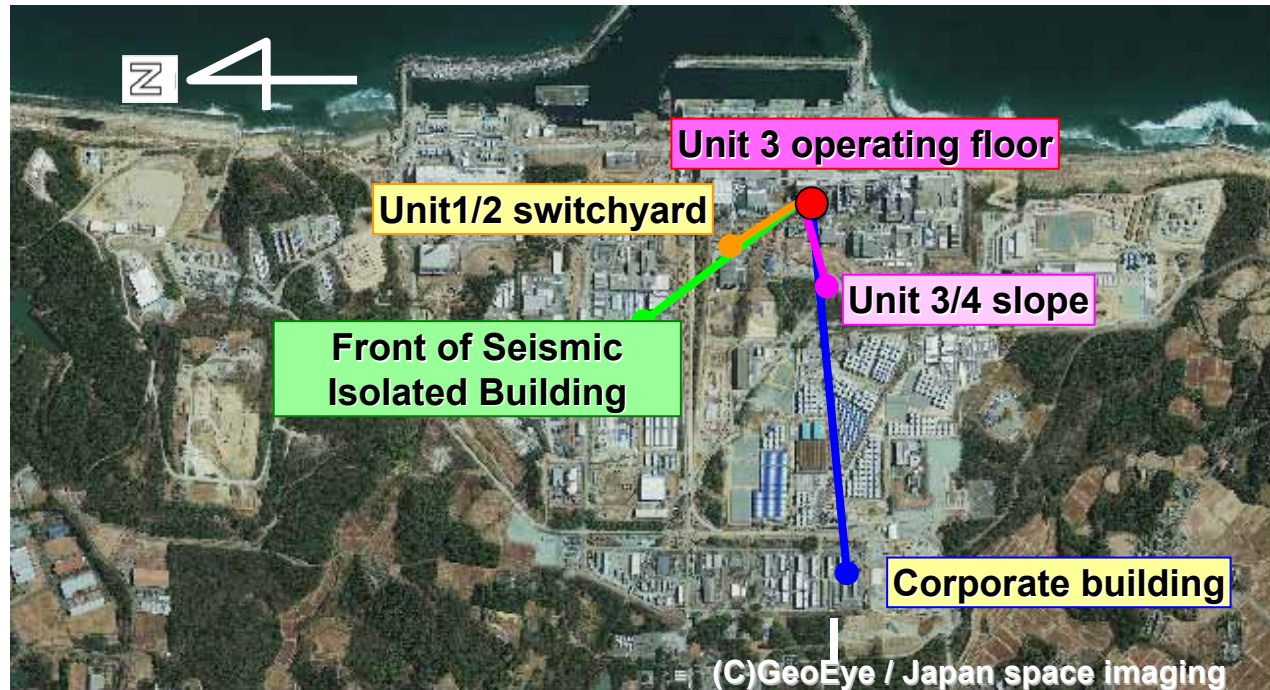 N
Unit 3 operating floor
Unit1/2 switchyard
Unit 3/4 slope
Front of Seismic
Isolated Building
Corporate building
(C)GeoEye / Japan space imaging